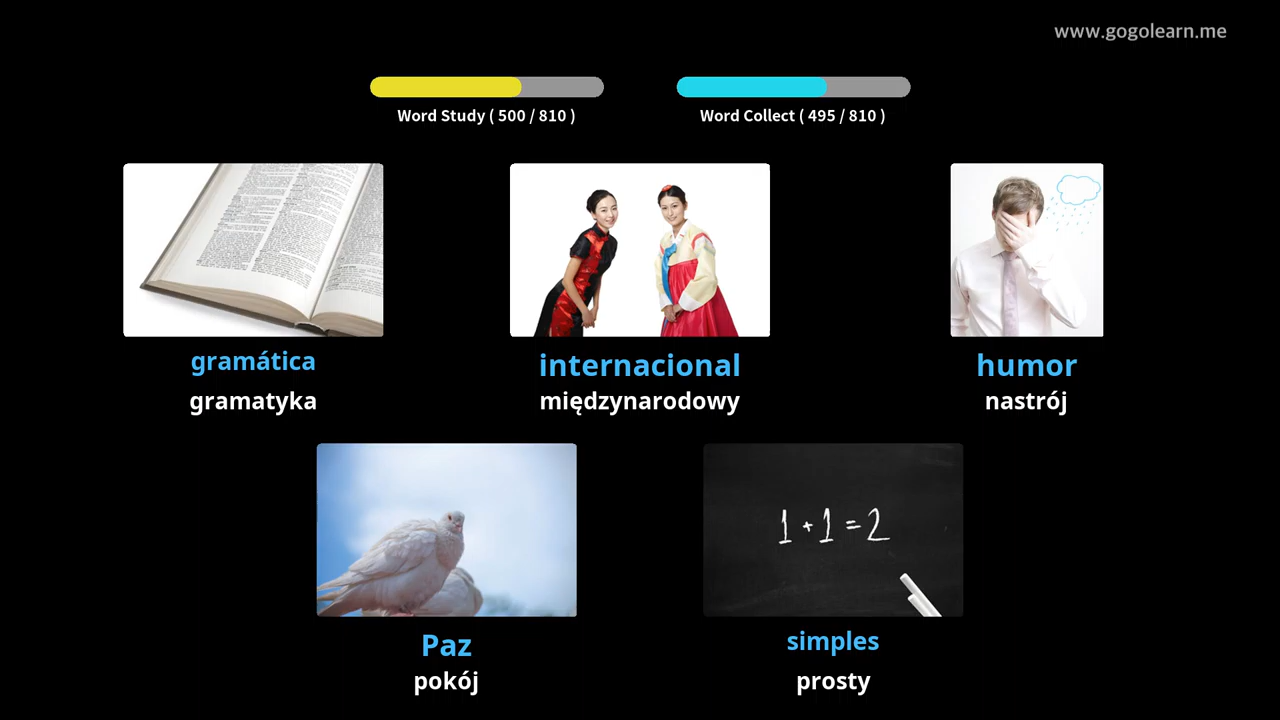 www.gogolearn.me
Word Study ( 500 / 810 )
Word Collect ( 495 / 810 )
gramática
gramatyka
internacional
międzynarodowy
humor
nastrój
1 + 1 = 2
Paz
pokój
simples
prosty